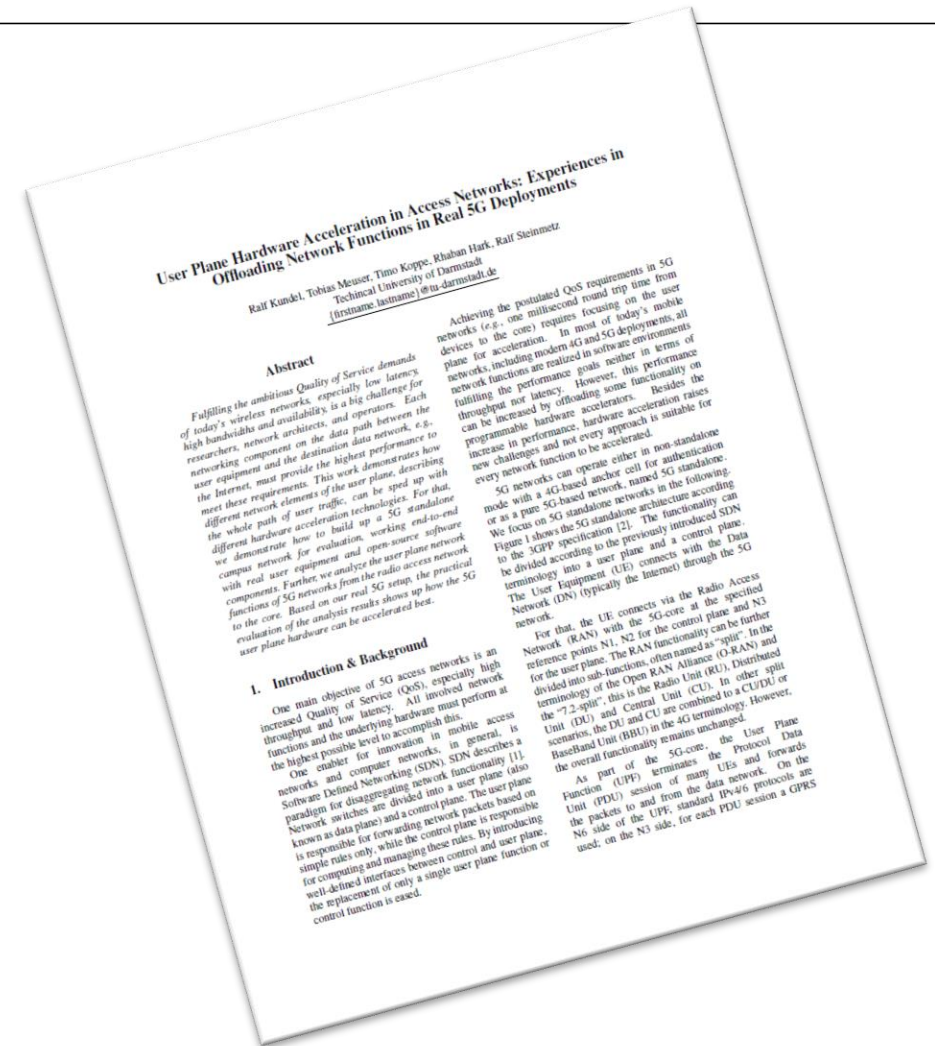 User Plane Hardware Acceleration in Access Networks: Experiences in
Offloading Network Functions in Real 5G Deployments
Ralf Kundel, Tobias Meuser, Timo Koppe, Rhaban Hark, Ralf Steinmetz
Techincal University of Darmstadt
{firstname.lastname}@tu-darmstadt.de
Abstract
Fulfilling the ambitious Quality of Service demands
of today's wireless networks, especially low latency,
high bandwidths and availability, is a big challenge for
researchers, network architects, and operators. Each
networking component on the data path between the
user equipment and the destination data network, e.g.,
the Internet, must provide the highest performance to
meet these requirements. This work demonstrates how
different network elements of the user plane, describing
the whole path of user traffic, can be sped up with
different hardware acceleration technologies. For that,
we demonstrate how to build up a 5G standalone
campus network for evaluation, working end-to-end
with real user equipment and open-source software
components. Further, we analyze the user plane network
functions of 5G networks from the radio access network
to the core. Based on our real 5G setup, the practical
evaluation of the analysis results shows up how the 5G
user plane hardware can be accelerated best.
1. Introduction & Background
One main objective of 5G access networks is an
increased Quality of Service (QoS), especially high
throughput and low latency. All involved network
functions and the underlying hardware must perform at
the highest possible level to accomplish this.
One enabler for innovation in mobile access
networks and computer networks, in general, is
Software Defined Networking (SDN). SDN describes a
paradigm for disaggregating network functionality [1].
Network switches are divided into a user plane (also
known as data plane) and a control plane. The user plane
is responsible for forwarding network packets based on
simple rules only, while the control plane is responsible
for computing and managing these rules. By introducing
well-defined interfaces between control and user plane,
the replacement of only a single user plane function or
control function is eased.
Achieving the postulated QoS requirements in 5G
networks (e.g., one millisecond round trip time from
devices to the core) requires focusing on the user
plane for acceleration. In most of today's mobile
networks, including modern 4G and 5G deployments, all
network functions are realized in software environments
fulfilling the performance goals neither in terms of
throughput nor latency. However, this performance
can be increased by offloading some functionality on
programmable hardware accelerators. Besides the
increase in performance, hardware acceleration raises
new challenges and not every approach is suitable for
every network function to be accelerated.
5G networks can operate either in non-standalone
mode with a 4G-based anchor cell for authentication
or as a pure 5G-based network, named 5G standalone.
We focus on 5G standalone networks in the following.
Figure 1 shows the 5G standalone architecture according
to the 3GPP specification [2]. The functionality can
be divided according to the previously introduced SDN
terminology into a user plane and a control plane.
The User Equipment (UE) connects with the Data
Network (DN) (typically the Internet) through the 5G
network.
For that, the UE connects via the Radio Access
Network (RAN) with the 5G-core at the specified
reference points N1, N2 for the control plane and N3
for the user plane. The RAN functionality can be further
divided into sub-functions, often named as "split". In the
terminology of the Open RAN Alliance (O-RAN) and
the "7.2-split", this is the Radio Unit (RU), Distributed
Unit (DU) and Central Unit (CU). In other split
scenarios, the DU and CU are combined to a CU/DU or
BaseBand Unit (BBU) in the 4G terminology. However,
the overall functionality remains unchanged.
As part of the 5G-core, the User Plane
Function (UPF) terminates the Protocol Data
Unit (PDU) session of many UEs and forwards
the packets to and from the data network. On the
N6 side of the UPF, standard IPv4/6 protocols are
used; on the N3 side, for each PDU session a GPRS